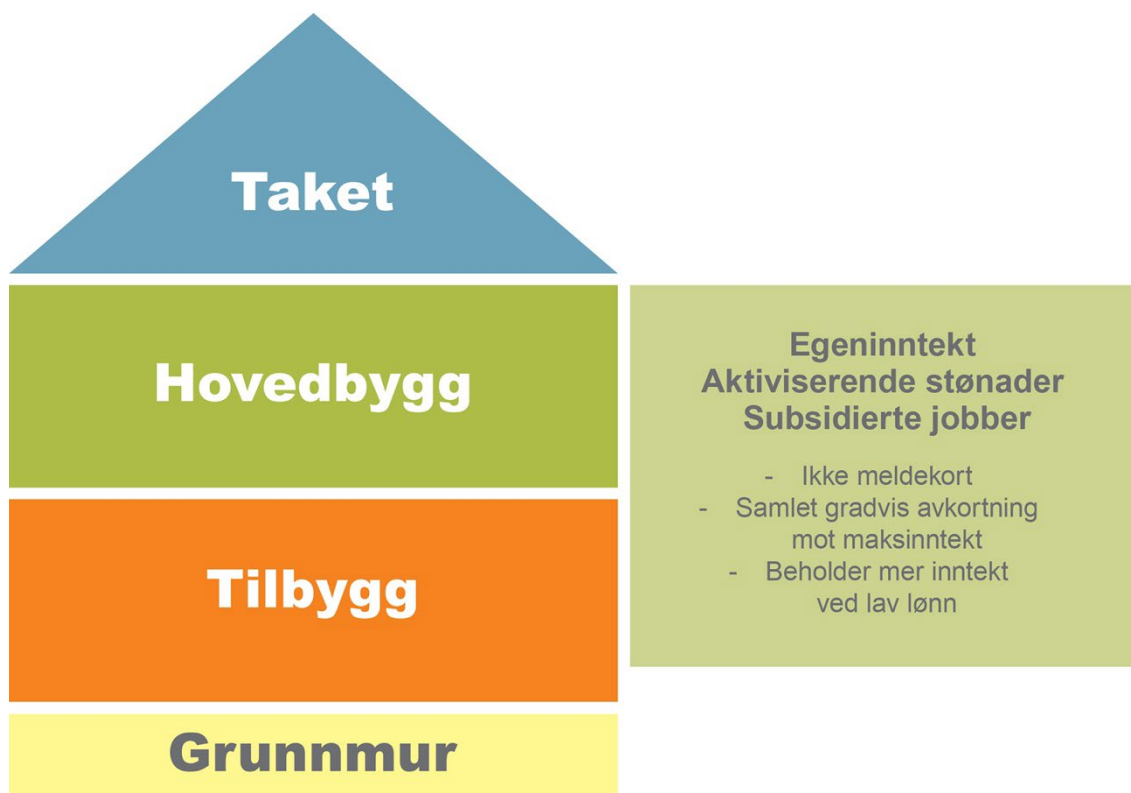 Taket
Hovedbygg
Egeninntekt
Aktiviserende stønader
Subsidierte jobber
- Ikke meldekort
- Samlet gradvis avkortning
mot maksinntekt
- Beholder mer inntekt
ved lav lønn
Tilbygg
Grunnmur